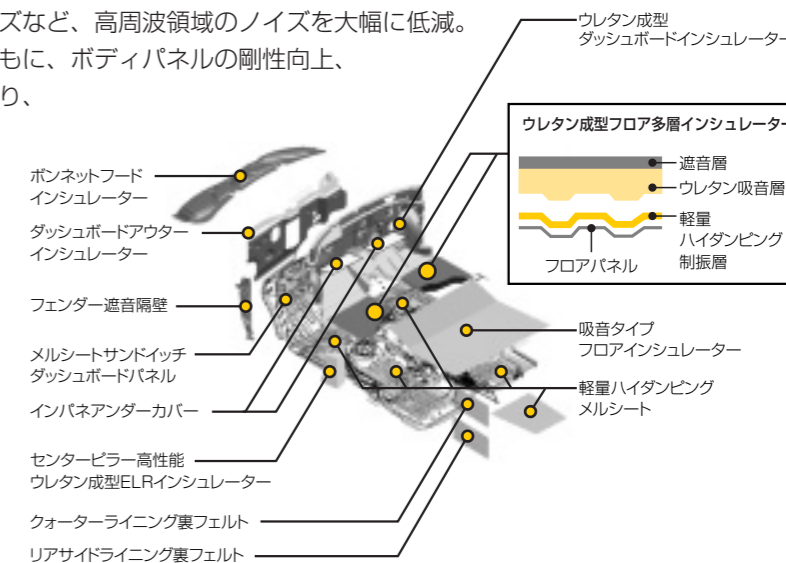 ズなど、高周波領域のノイズを大幅に低減。
もに、ボディパネルの剛性向上、
り、
ウレタン成型
ダッシュボードインシュレーター
ウレタン成型フロア多層インシュレーター
遮音層
ウレタン吸音層
軽量
ハイダンピング
制振層
フロアパネル
ボンネットフード
インシュレーター
ダッシュボードアウター
インシュレーター
フェンダー遮音隔壁
メルシートサンドイッチ
ダッシュボードパネル
インパネアンダーカバー
センターピラー高性能
ウレタン成型ELRインシュレーター
クォーターライニング裏フェルト
リアサイドライニング裏フェルト
吸音タイプ
フロアインシュレーター
軽量ハイダンピング
メルシート